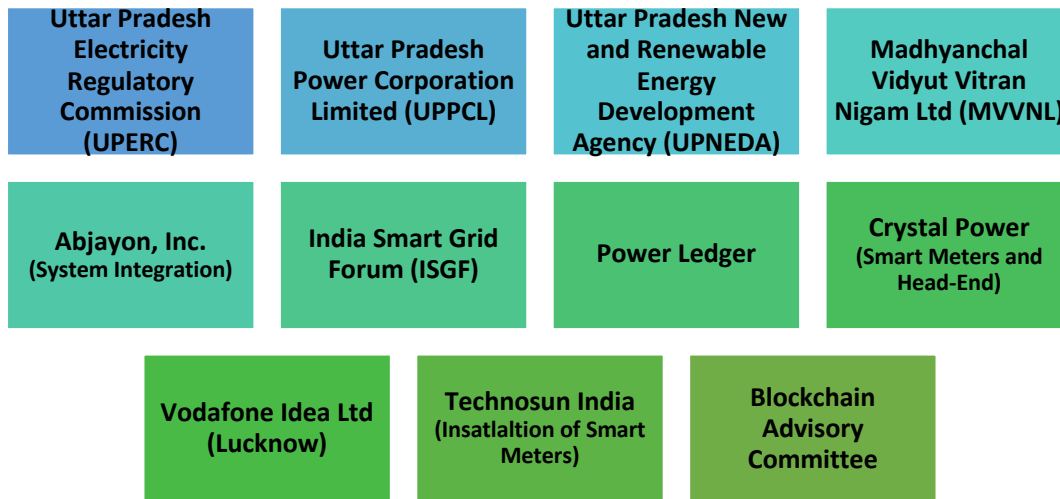 Uttar Pradesh
Electricity
Regulatory
Commission
(UPERC)
Uttar Pradesh
Power Corporation
Limited (UPPCL)
Uttar Pradesh New
and Renewable
Energy
Development
Agency (UPNEDA)
Madhyanchal
Vidyut Vitran
Nigam Ltd (MVVNL)
Abjayon, Inc.
(System Integration)
India Smart Grid
Forum (ISGF)
Power Ledger
Crystal Power
(Smart Meters and
Head-End)
Vodafone Idea Ltd
(Lucknow)
Technosun India
(Insatlaltion of Smart
Meters)
Blockchain
Advisory
Committee